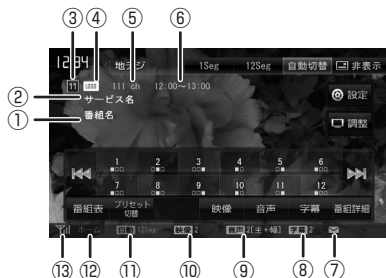 ③ ④ ⑤ ⑥
12:34 地デジ 1Seg 12Seg 自動切替 非表示
11 LOGO 111 ch 12:00～13:00
② サービス名 設定
① 番組名 調整
1 2 3 4 5 6
7 8 9 10 11 12
番組表 プリセット切替 映像 音声 字幕 番組詳細
ホーム 自動 12Seg 映像 2 音声 2[主+副] 字幕 2
⑬ ⑫ ⑪ ⑩ ⑨ ⑧ ⑦